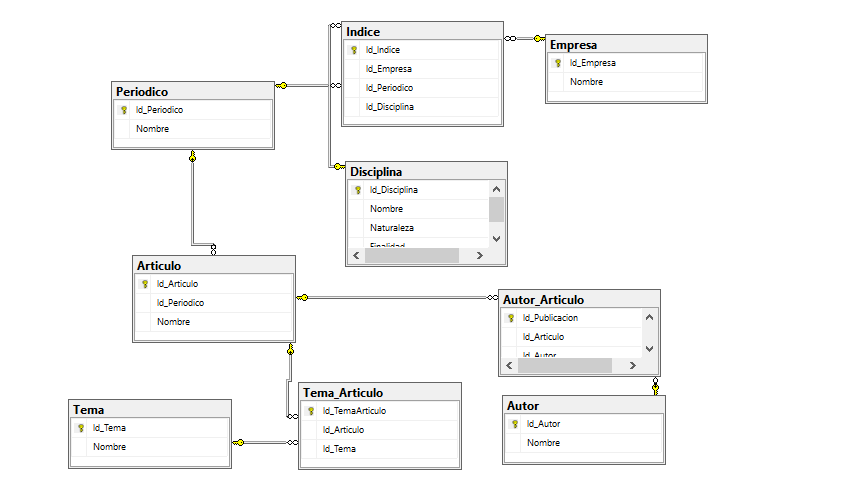 Indice
Id_Indice
Id_Empresa
Id_Periodico
Id_Disciplina
Empresa
Id_Empresa
Nombre
Periodico
Id_Periodico
Nombre
Disciplina
Id_Disciplina
Nombre
Naturaleza
Finalidad
Articulo
Id_Articulo
Id_Periodico
Nombre
Autor_Articulo
Id_Publicacion
Id_Articulo
Id_Autor
Tema_Articulo
Id_TemaArticulo
Id_Articulo
Id_Tema
Tema
Id_Tema
Nombre
Autor
Id_Autor
Nombre